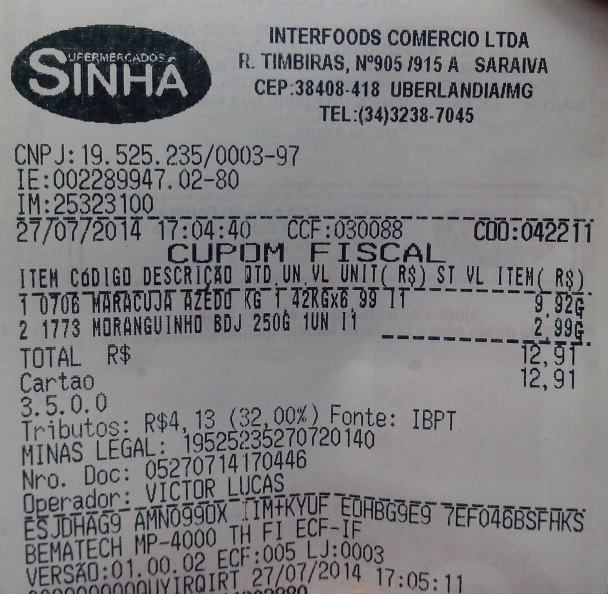 SUPERMERCADOS
SINHÁ
INTERFOODS COMERCIO LTDA
R. TIMBIRAS, Nº905 /915 A SARAIVA
CEP:38408-418 UBERLANDIA/MG
TEL:(34)3238-7045
CNPJ:19.525.235/0003-97
IE:002289947.02-80
IM:25323100
27/07/2014 17:04:40 CCF:030088 COO:042211
CUPOM FISCAL
ITEM CÓDIGO DESCRIÇÃO QTD.UN.VL UNIT( R$) ST VL ITEM( R$)
1 0706 MARACUJA AZEDO KG 1,42KGx6,99 I1 9,92G
2 1773 MORANGUINHO BDJ 250G 1UN I1 2,99G
TOTAL R$ 12,91
Cartao 12,91
3.5.0.0
Tributos: R$4,13 (32,00%) Fonte: IBPT
MINAS LEGAL: 19525235270720140
Nro. Doc: 05270714170446
Operador: VICTOR LUCAS
BEMATECH MP-4000 TH FI ECF-IF
VERSÃO:01.00.02 ECF:005 LJ:0003
27/07/2014 17:05:11